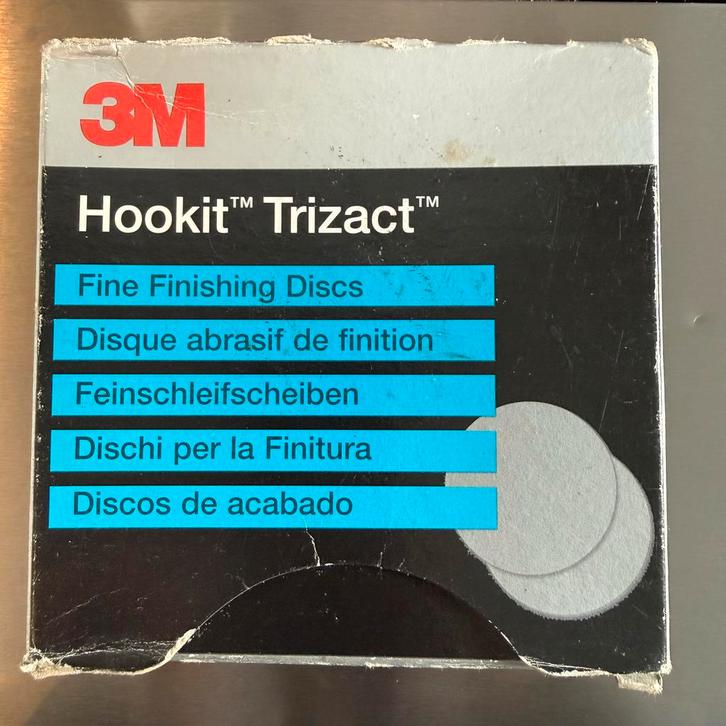 3M
Hookit™ Trizact™
Fine Finishing Discs
Disque abrasif de finition
Feinschleifscheiben
Dischi per la Finitura
Discos de acabado